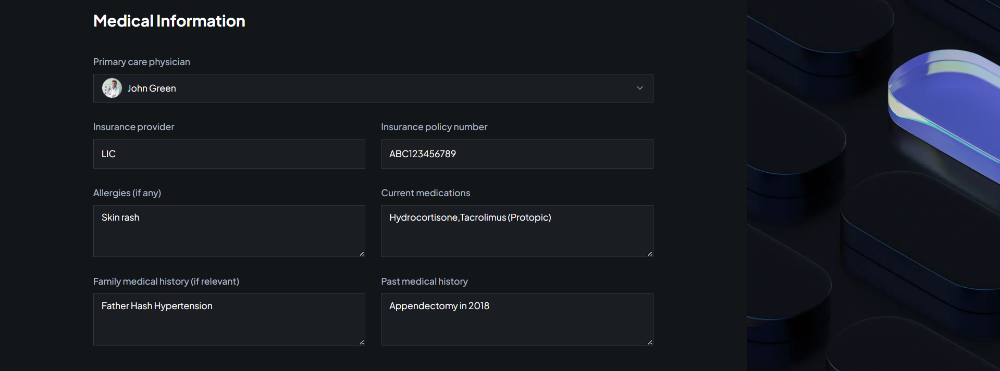 Medical Information
Primary care physician
John Green
Insurance provider
Insurance policy number
LIC
ABC123456789
Allergies (if any)
Current medications
Skin rash
Hydrocortisone,Tacrolimus (Protopic)
Family medical history (if relevant)
Past medical history
Father Hash Hypertension
Appendectomy in 2018